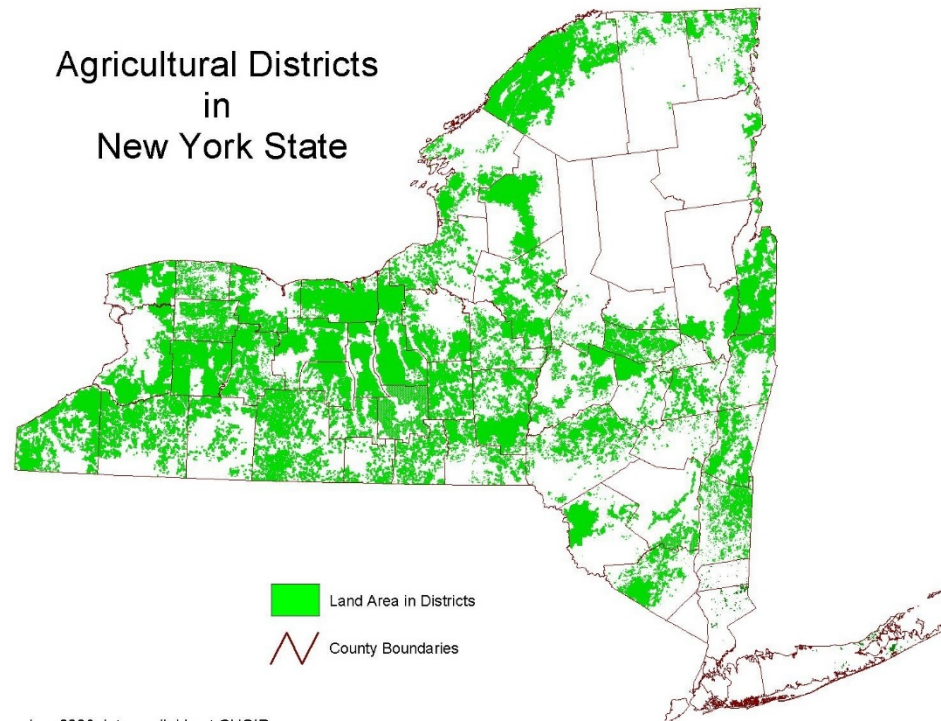 Agricultural Districts
in
New York State
Land Area in Districts
County Boundaries